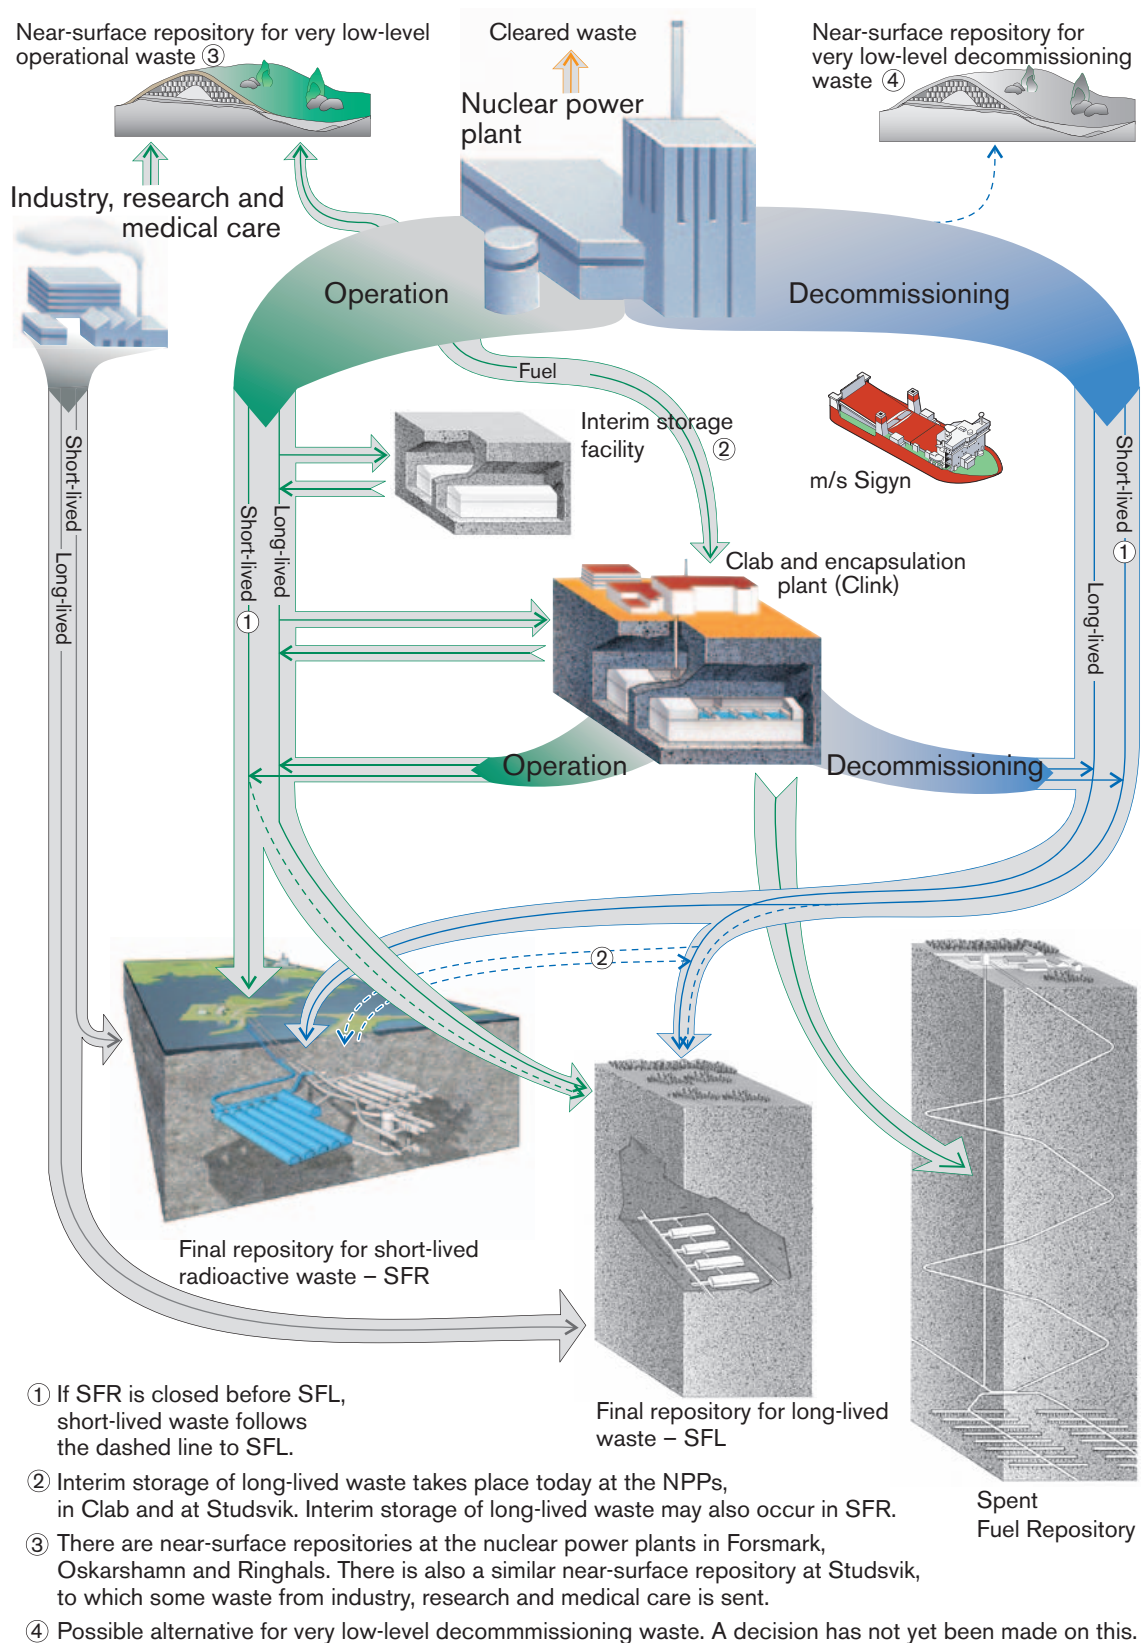 Near-surface repository for very low-level
operational waste ③
Cleared waste
Near-surface repository for
very low-level decommissioning
waste ④
Nuclear power
plant
Industry, research and
medical care
Operation
Decommissioning
Fuel
Interim storage
facility
②
m/s Sigyn
Short-lived
Long-lived
Short-lived
①
Long-lived
Short-lived
①
Long-lived
Clab and encapsulation
plant (Clink)
Operation
Decommissioning
②
Final repository for short-lived
radioactive waste – SFR
Final repository for long-lived
waste – SFL
Spent
Fuel Repository
① If SFR is closed before SFL,
short-lived waste follows
the dashed line to SFL.
② Interim storage of long-lived waste takes place today at the NPPs,
in Clab and at Studsvik. Interim storage of long-lived waste may also occur in SFR.
③ There are near-surface repositories at the nuclear power plants in Forsmark,
Oskarshamn and Ringhals. There is also a similar near-surface repository at Studsvik,
to which some waste from industry, research and medical care is sent.
④ Possible alternative for very low-level decommmissioning waste. A decision has not yet been made on this.